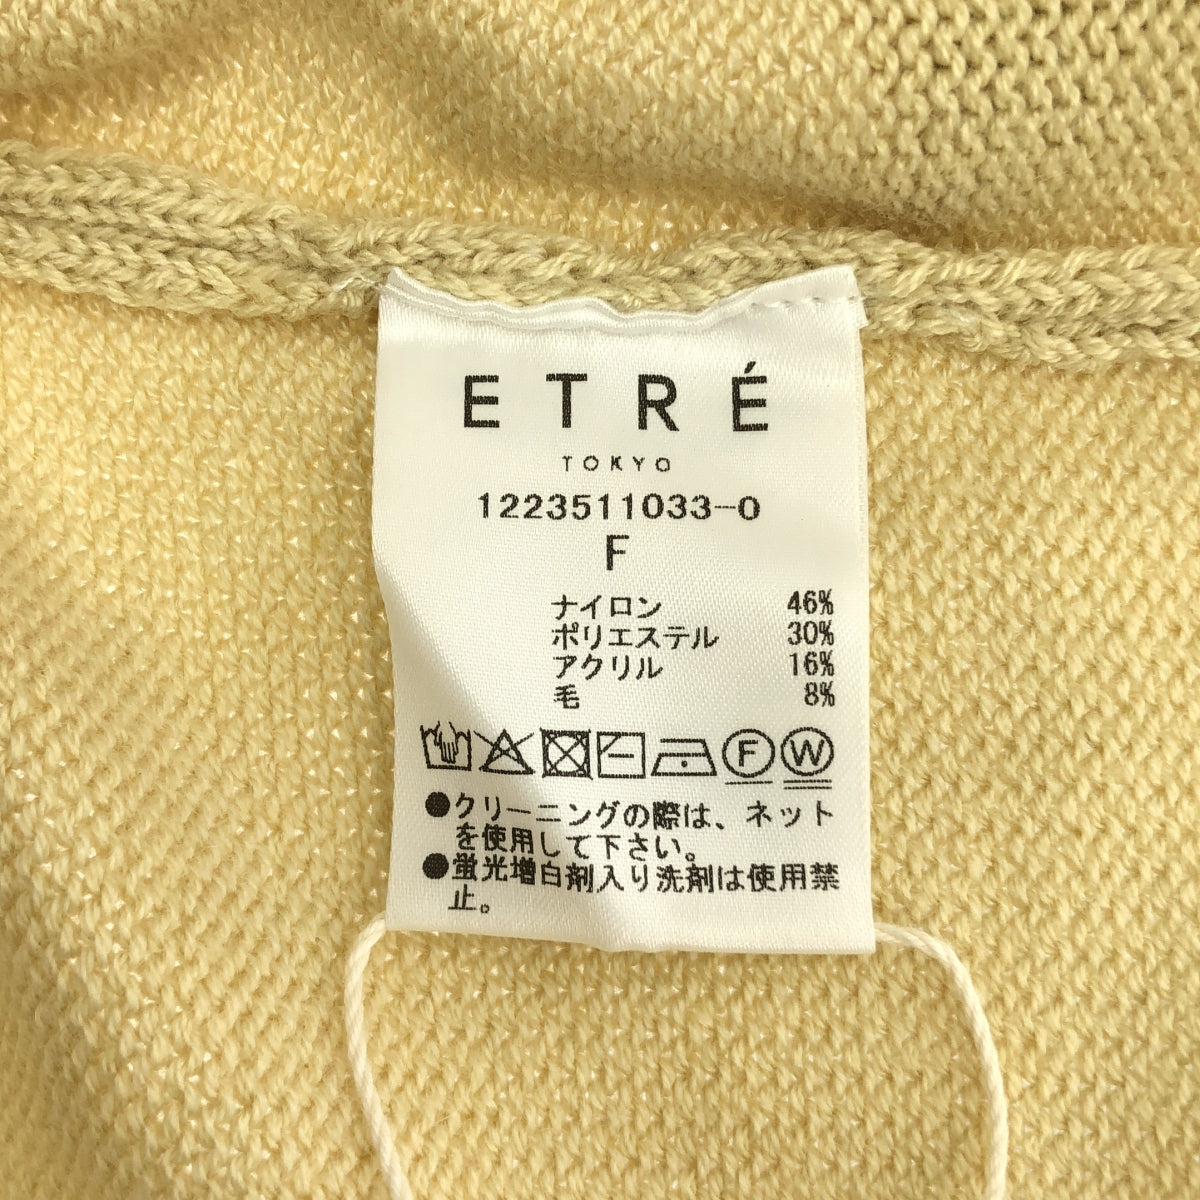 ETRÉ
TOKYO
1223511033-0
F
ナイロン 46%
ポリエステル 30%
アクリル 16%
毛 8%
F W
●クリーニングの際は、ネット
を使用して下さい。
●蛍光増白剤入り洗剤は使用禁
止。